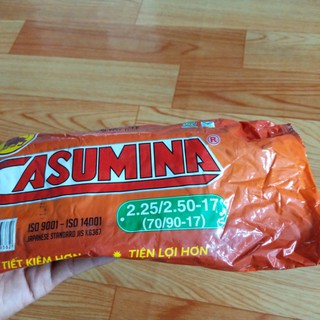 CASUMINA®
2.25/2.50-17
(70/90-17)
ISO 9001 - ISO 14001
JAPANESE STANDARD JIS K6367
TIẾT KIỆM HƠN TIỆN LỢI HƠN